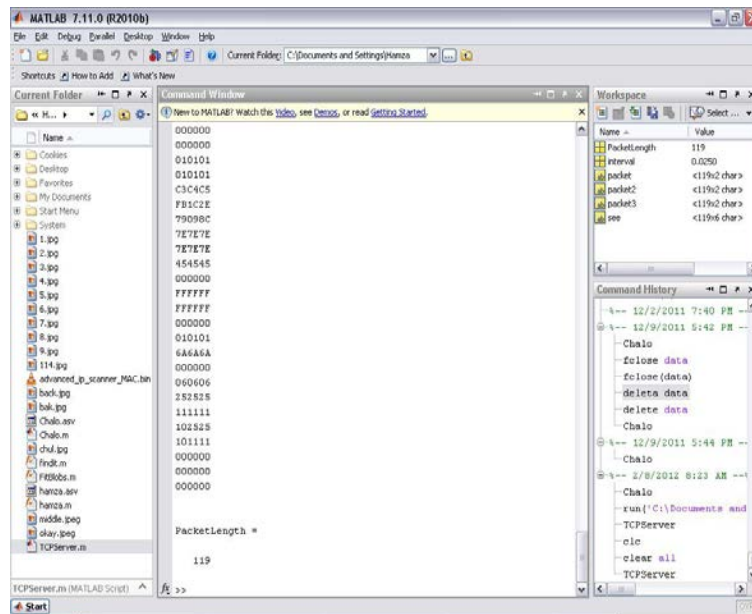 MATLAB 7.11.0 (R2010b)
File Edit Debug Parallel Desktop Window Help
Current Folder: C:\Documents and Settings\Hamza
Shortcuts How to Add What's New
Current Folder
« H...
Name
Cookies
Desktop
Favorites
My Documents
Start Menu
System
1.jpg
2.jpg
3.jpg
4.jpg
5.jpg
6.jpg
7.jpg
8.jpg
9.jpg
114.jpg
advanced_ip_scanner_MAC.bin
back.jpg
bak.jpg
Chalo.asv
Chalo.m
chul.jpg
findit.m
FitBlobs.m
hamza.asv
hamza.m
middle.jpeg
okay.jpeg
TCPServer.m
TCPServer.m (MATLAB Script)
Start
Command Window
New to MATLAB? Watch this Video, see Demos, or read Getting Started.
000000
000000
010101
010101
C3C4C5
FB1C2E
79098C
7E7E7E
7E7E7E
454545
000000
FFFFFF
FFFFFF
000000
010101
6A6A6A
000000
060606
252525
111111
102525
101111
000000
000000
000000
PacketLength =
119
fx >>
Workspace
Select ...
Name Value
PacketLength 119
interval 0.0250
packet <119x2 char>
packet2 <119x2 char>
packet3 <119x2 char>
see <119x6 char>
Command History
%-- 12/2/2011 7:40 PM --
%-- 12/9/2011 5:42 PM --
Chalo
fclose data
fclose(data)
deleta data
delete data
Chalo
%-- 12/9/2011 5:44 PM --
Chalo
%-- 2/8/2012 8:23 AM --
Chalo
run('C:\Documents and
TCPServer
clc
clear all
TCPServer